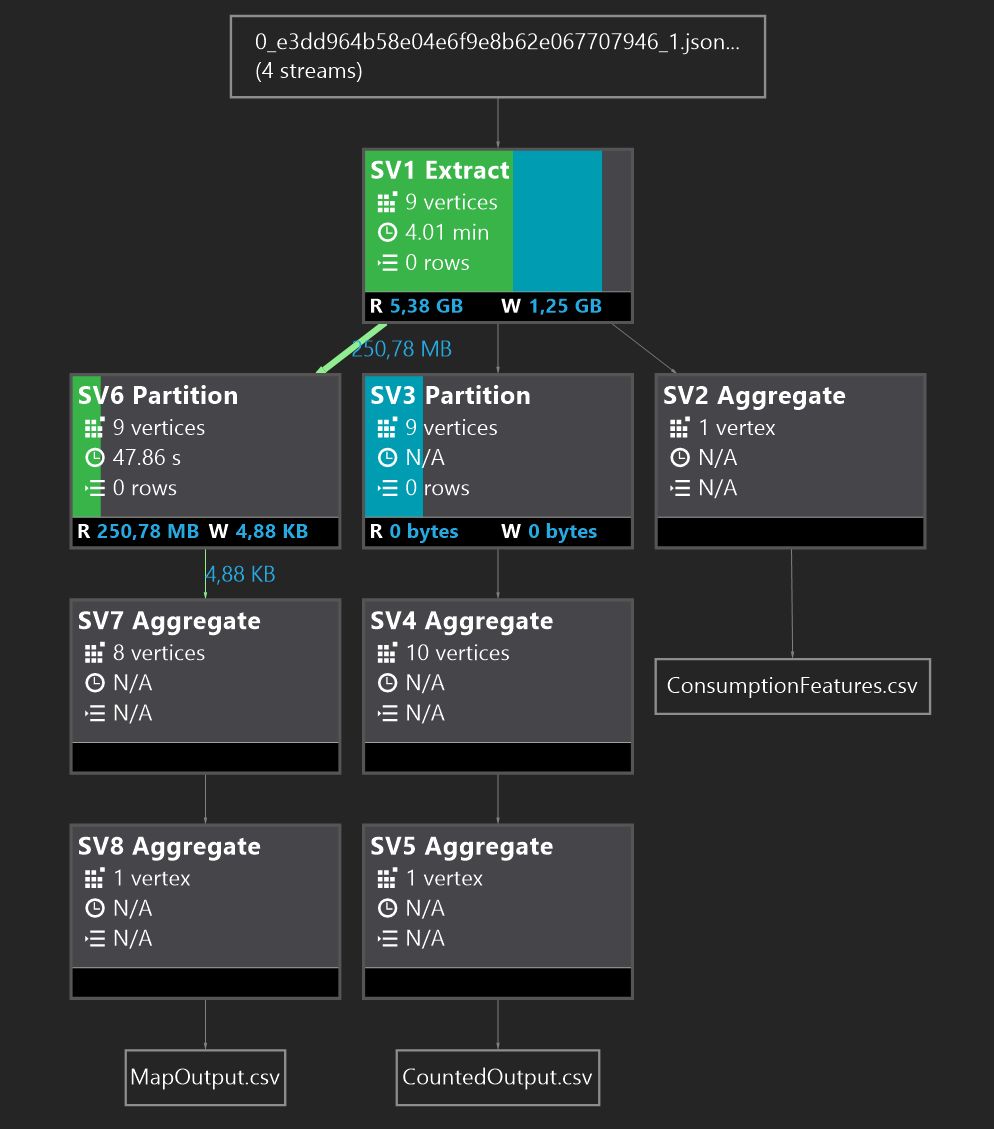 0_e3dd964b58e04e6f9e8b62e067707946_1.json...
(4 streams)
SV1 Extract
9 vertices
4.01 min
0 rows
R 5,38 GB W 1,25 GB
250,78 MB
SV6 Partition
9 vertices
47.86 s
0 rows
R 250,78 MB W 4,88 KB
SV3 Partition
9 vertices
N/A
0 rows
R 0 bytes W 0 bytes
SV2 Aggregate
1 vertex
N/A
N/A
4,88 KB
SV7 Aggregate
8 vertices
N/A
N/A
SV4 Aggregate
10 vertices
N/A
N/A
ConsumptionFeatures.csv
SV8 Aggregate
1 vertex
N/A
N/A
SV5 Aggregate
1 vertex
N/A
N/A
MapOutput.csv
CountedOutput.csv